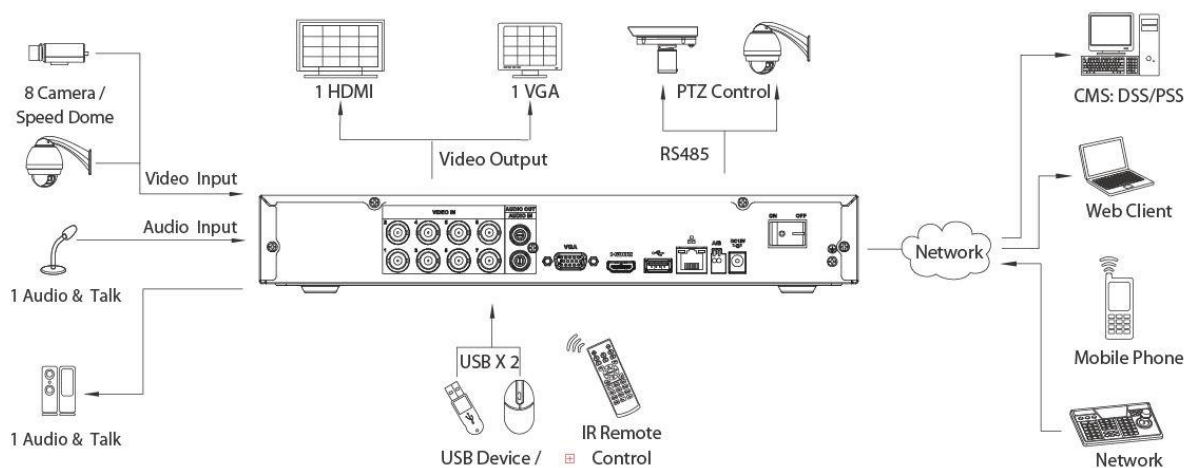 8 Camera /
Speed Dome
1 HDMI
1 VGA
PTZ Control
CMS: DSS/PSS
Video Output
RS485
Video Input
Audio Input
Web Client
VIDEO IN
AUDIO OUT
AUDIO IN
VGA
A/B
DC12V
ON
OFF
Network
1 Audio & Talk
1 Audio & Talk
USB X 2
IR Remote
Control
USB Device /
Mobile Phone
Network